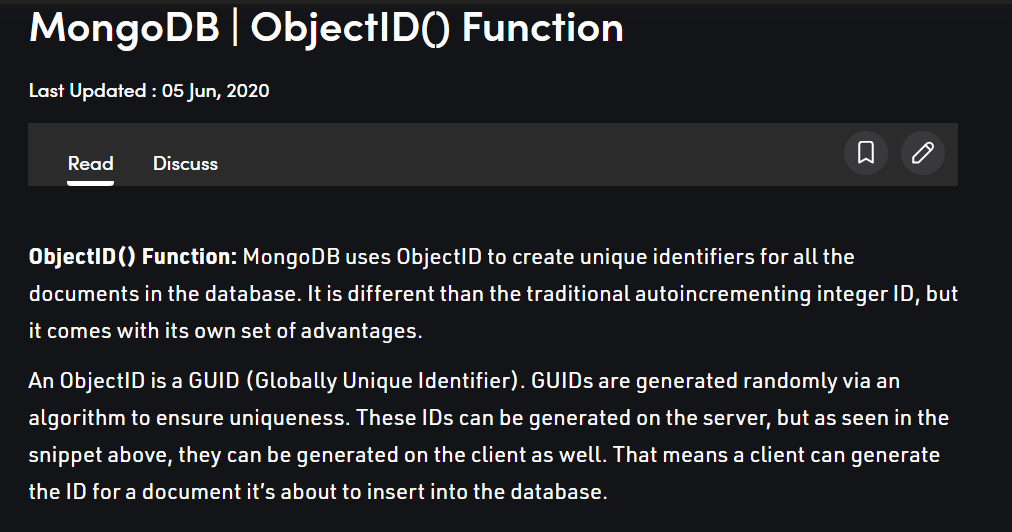 MongoDB | ObjectID() Function
Last Updated : 05 Jun, 2020
Read Discuss
ObjectID() Function: MongoDB uses ObjectID to create unique identifiers for all the
documents in the database. It is different than the traditional autoincrementing integer ID, but
it comes with its own set of advantages.
An ObjectID is a GUID (Globally Unique Identifier). GUIDs are generated randomly via an
algorithm to ensure uniqueness. These IDs can be generated on the server, but as seen in the
snippet above, they can be generated on the client as well. That means a client can generate
the ID for a document it’s about to insert into the database.